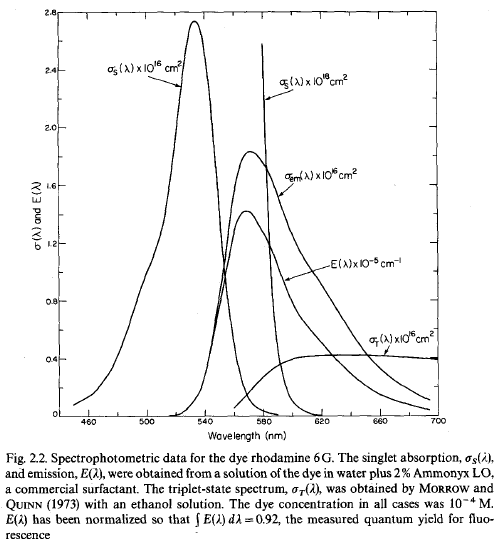 2.8
2.4
2.0
1.6
1.2
0.8
0.4
0
σ(λ) and E(λ)
σs(λ) x 10¹⁶ cm²
σs(λ) x 10¹⁸ cm²
σem(λ) x 10¹⁶ cm²
E(λ) x 10⁻⁵ cm⁻¹
σT(λ) x 10¹⁶ cm²
460 500 540 580 620 660 700
Wavelength (nm)
Fig. 2.2. Spectrophotometric data for the dye rhodamine 6G. The singlet absorption, σS(λ),
and emission, E(λ), were obtained from a solution of the dye in water plus 2% Ammonyx LO,
a commercial surfactant. The triplet-state spectrum, σT(λ), was obtained by MORROW and
QUINN (1973) with an ethanol solution. The dye concentration in all cases was 10⁻⁴ M.
E(λ) has been normalized so that ∫ E(λ) dλ = 0.92, the measured quantum yield for fluo-
rescence